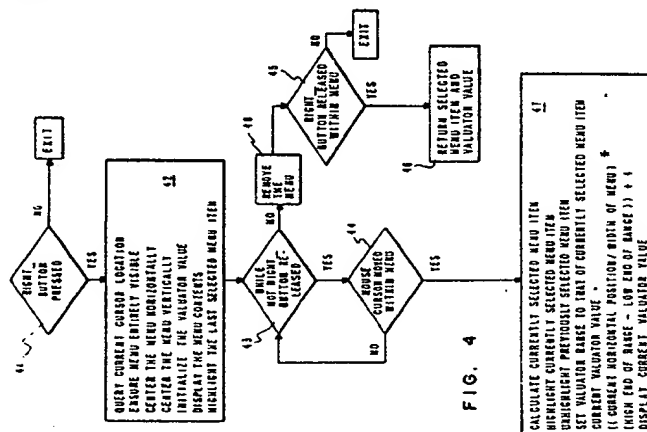 41
RIGHT
BUTTON
PRESSED
NO
EXIT
YES
42
QUERY CURRENT CURSOR LOCATION
ENSURE MENU ENTIRELY VISIBLE
CENTER THE MENU HORIZONTALLY
CENTER THE MENU VERTICALLY
INITIALIZE THE VALUATOR VALUE
DISPLAY THE MENU CONTENTS
HIGHLIGHT THE LAST SELECTED MENU ITEM
43
WHILE
NOT RIGHT
BUTTON RE-
LEASED
NO
48
REMOVE
THE
MENU
45
RIGHT
BUTTON RELEASED
WITHIN MENU
NO
EXIT
YES
46
RETURN SELECTED
MENU ITEM AND
VALUATOR VALUE
YES
44
MOUSE
CURSOR MOVED
WITHIN MENU
NO
YES
47
CALCULATE CURRENTLY SELECTED MENU ITEM
HIGHLIGHT CURRENTLY SELECTED MENU ITEM
UNHIGHLIGHT PREVIOUSLY SELECTED MENU ITEM
SET VALUATOR RANGE TO THAT OF CURRENTLY SELECTED MENU ITEM
CURRENT VALUATOR VALUE =
(( CURRENT HORIZONTAL POSITION / WIDTH OF MENU) *
(HIGH END OF RANGE - LOW END OF RANGE)) +
DISPLAY CURRENT VALUATOR VALUE
FIG. 4